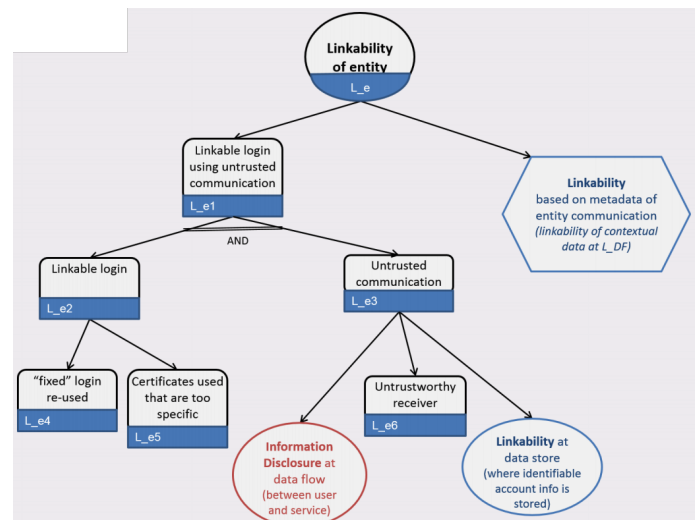 Linkability
of entity
L_e
Linkable login
using untrusted
communication
L_e1
Linkability
based on metadata of
entity communication
(linkability of contextual
data at L_DF)
AND
Linkable login
L_e2
Untrusted
communication
L_e3
“fixed” login
re-used
L_e4
Certificates used
that are too
specific
L_e5
Untrustworthy
receiver
L_e6
Information
Disclosure at
data flow
(between user
and service)
Linkability at
data store
(where identifiable
account info is
stored)